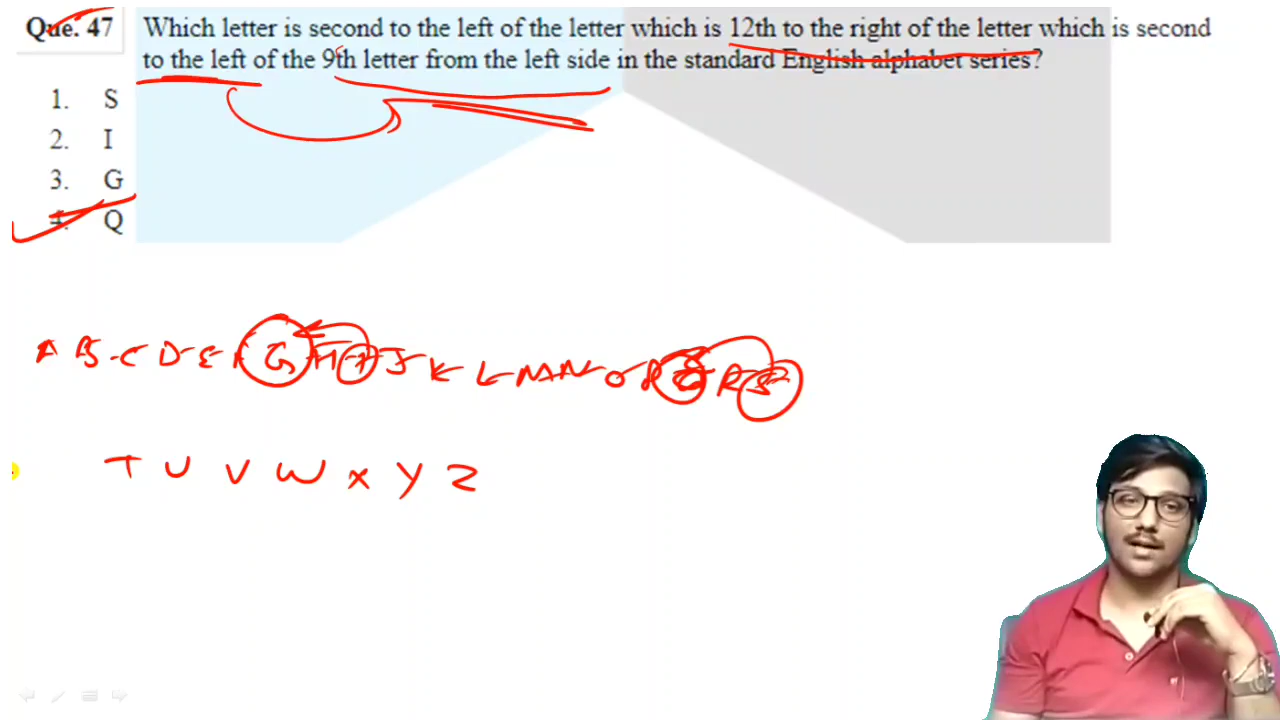 Que. 47 Which letter is second to the left of the letter which is 12th to the right of the letter which is second
to the left of the 9th letter from the left side in the standard English alphabet series?
1. S
2. I
3. G
4. Q
A B C D E F G H I J K L M N O P Q R S
T U V W X Y Z